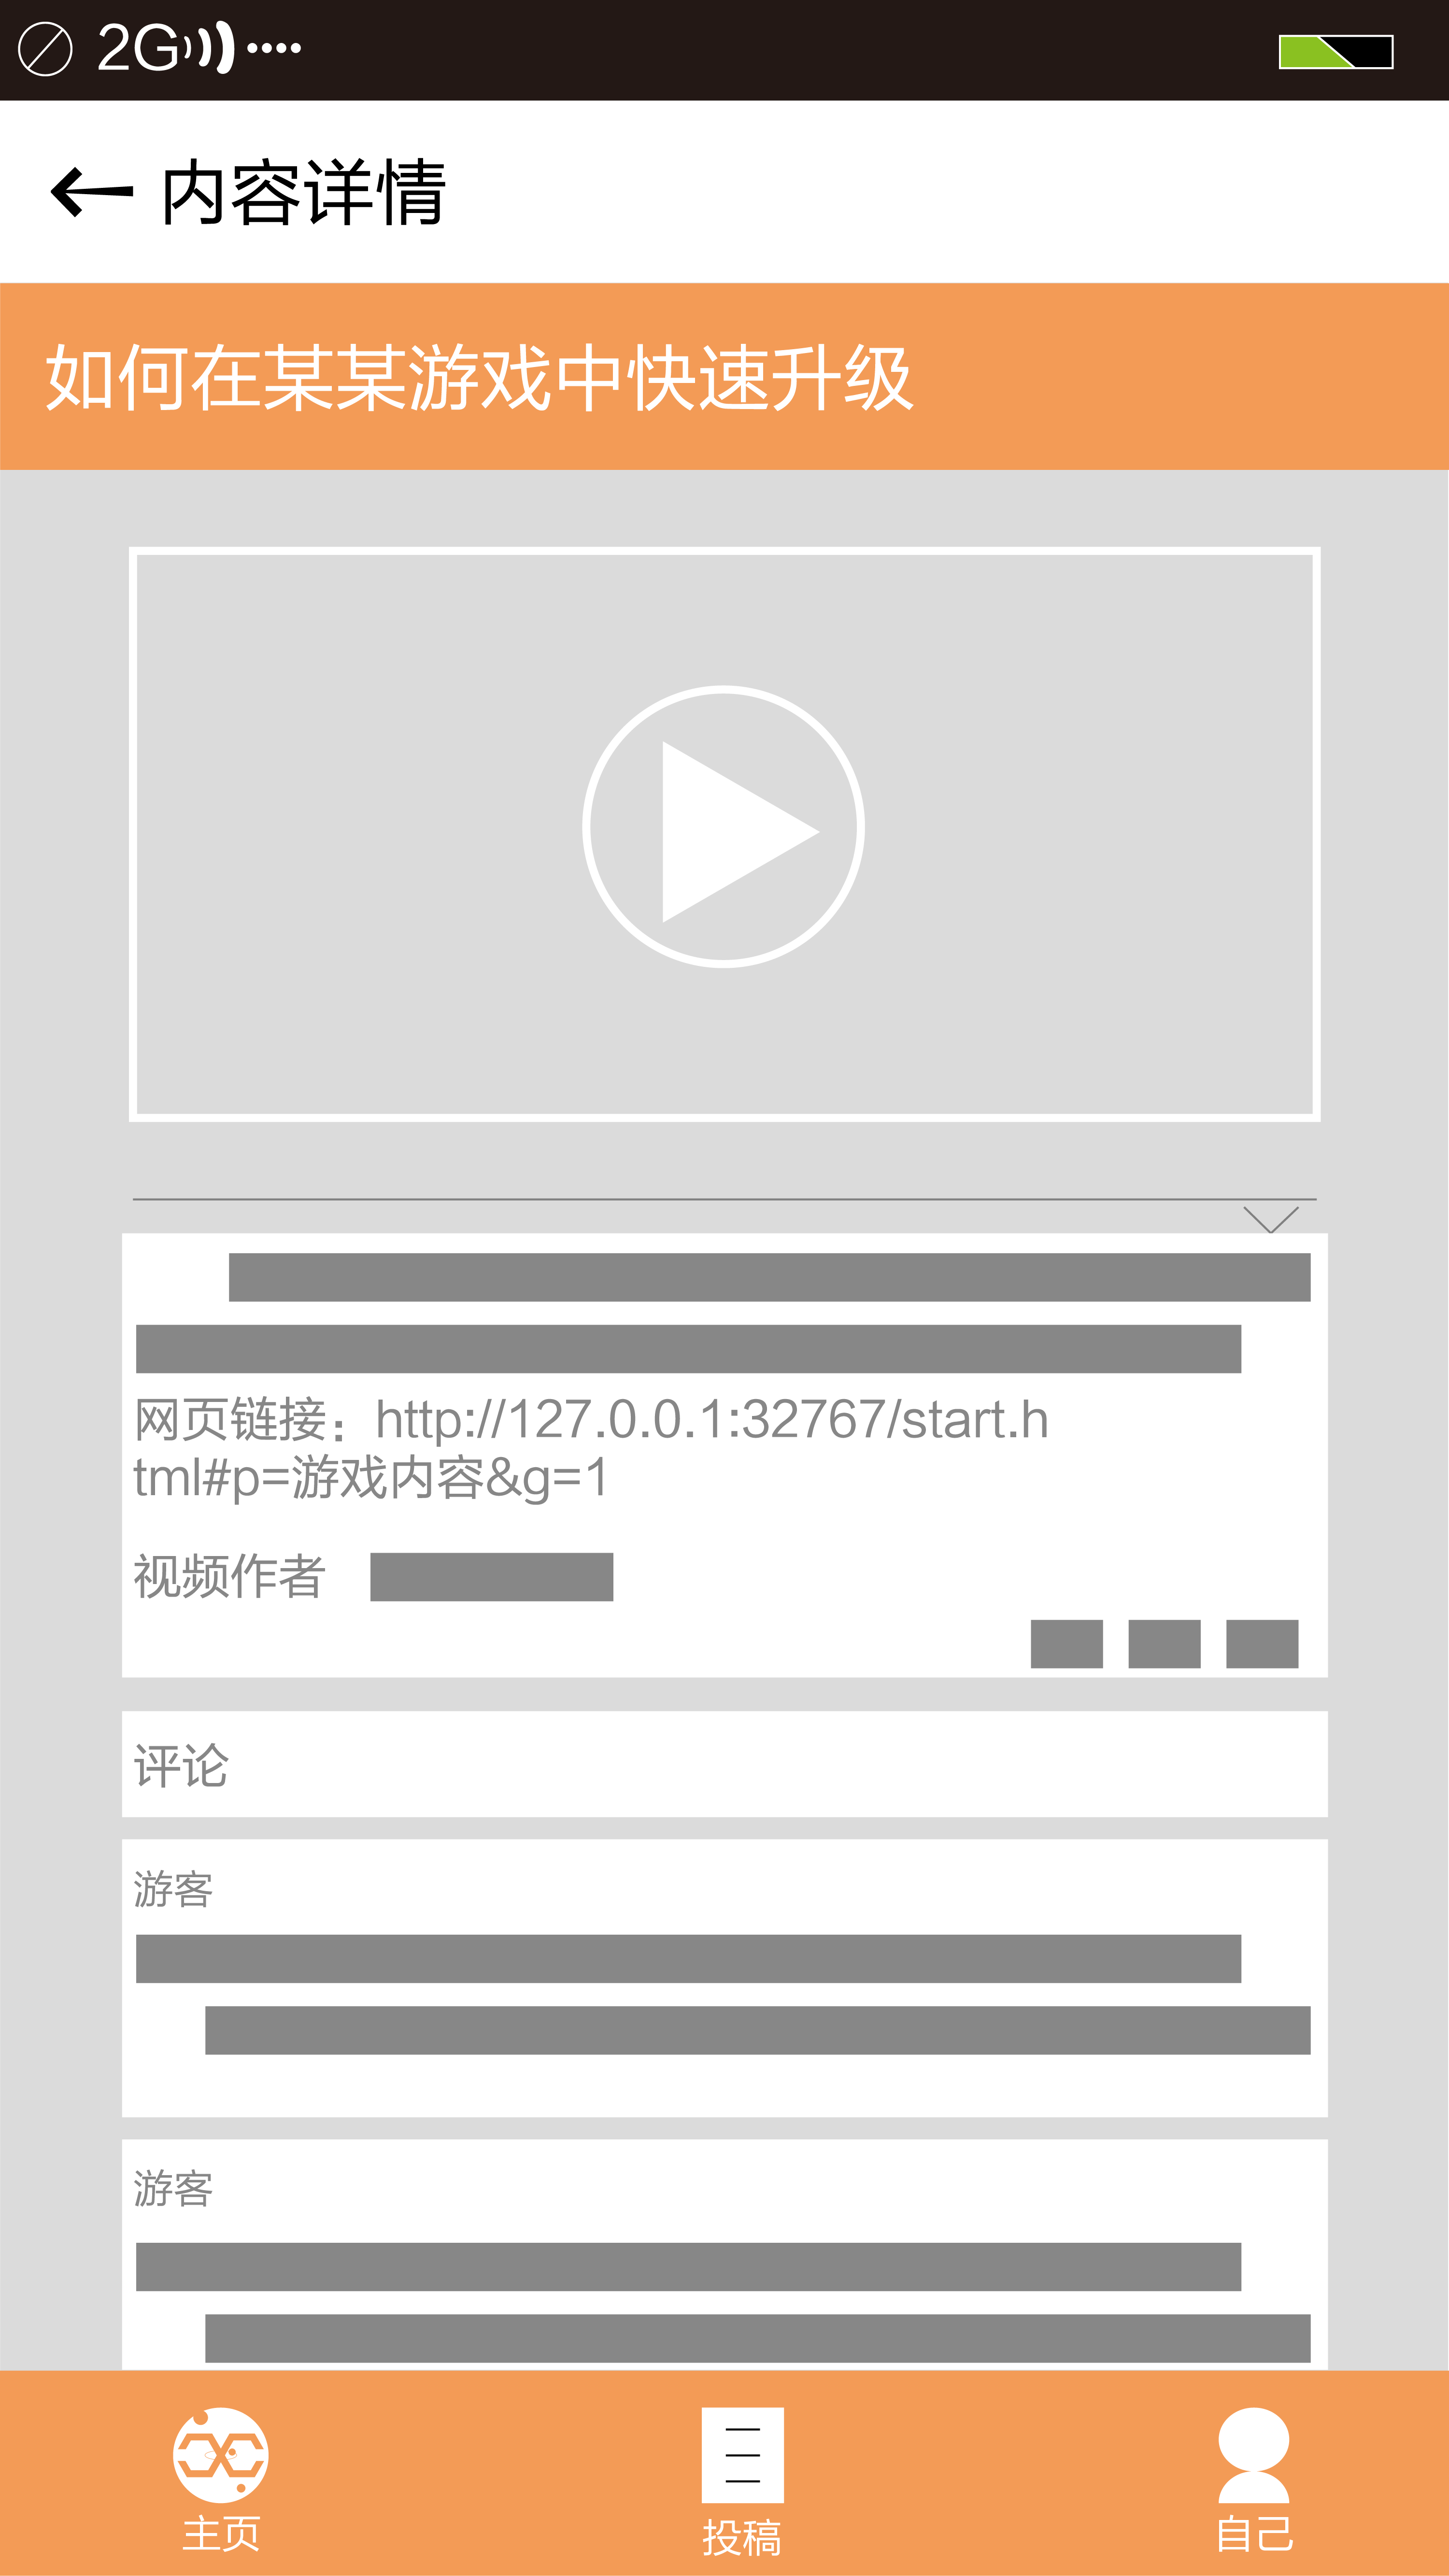 2G
内容详情
如何在某某游戏中快速升级
网页链接：http://127.0.0.1:32767/start.h
tml#p=游戏内容&g=1
视频作者
评论
游客
游客
主页
投稿
自己